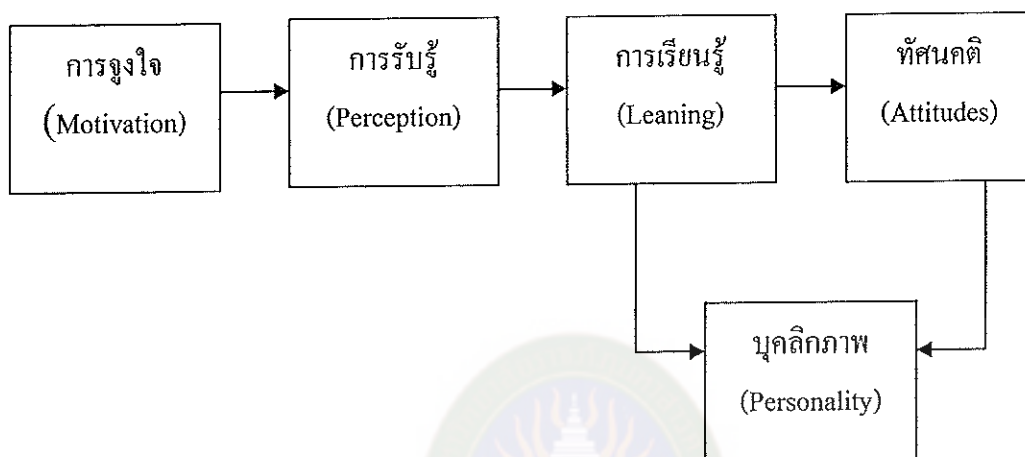 การจูงใจ
(Motivation)
การรับรู้
(Perception)
การเรียนรู้
(Leaning)
ทัศนคติ
(Attitudes)
บุคลิกภาพ
(Personality)